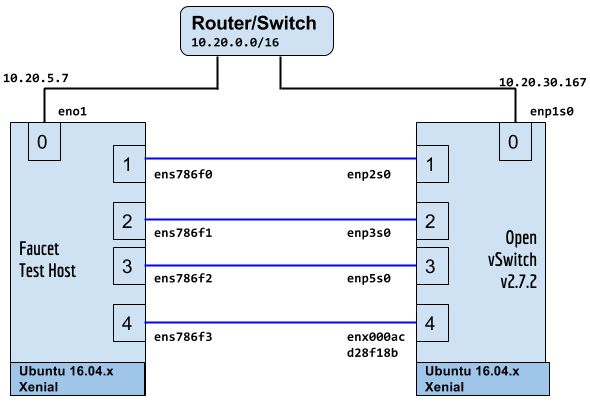 Router/Switch
10.20.0.0/16
10.20.5.7
10.20.30.167
eno1
enp1s0
0
0
1
1
ens786f0
enp2s0
2
2
ens786f1
enp3s0
Faucet
Test Host
Open
vSwitch
v2.7.2
3
3
ens786f2
enp5s0
4
4
ens786f3
enx000ac
d28f18b
Ubuntu 16.04.x
Xenial
Ubuntu 16.04.x
Xenial